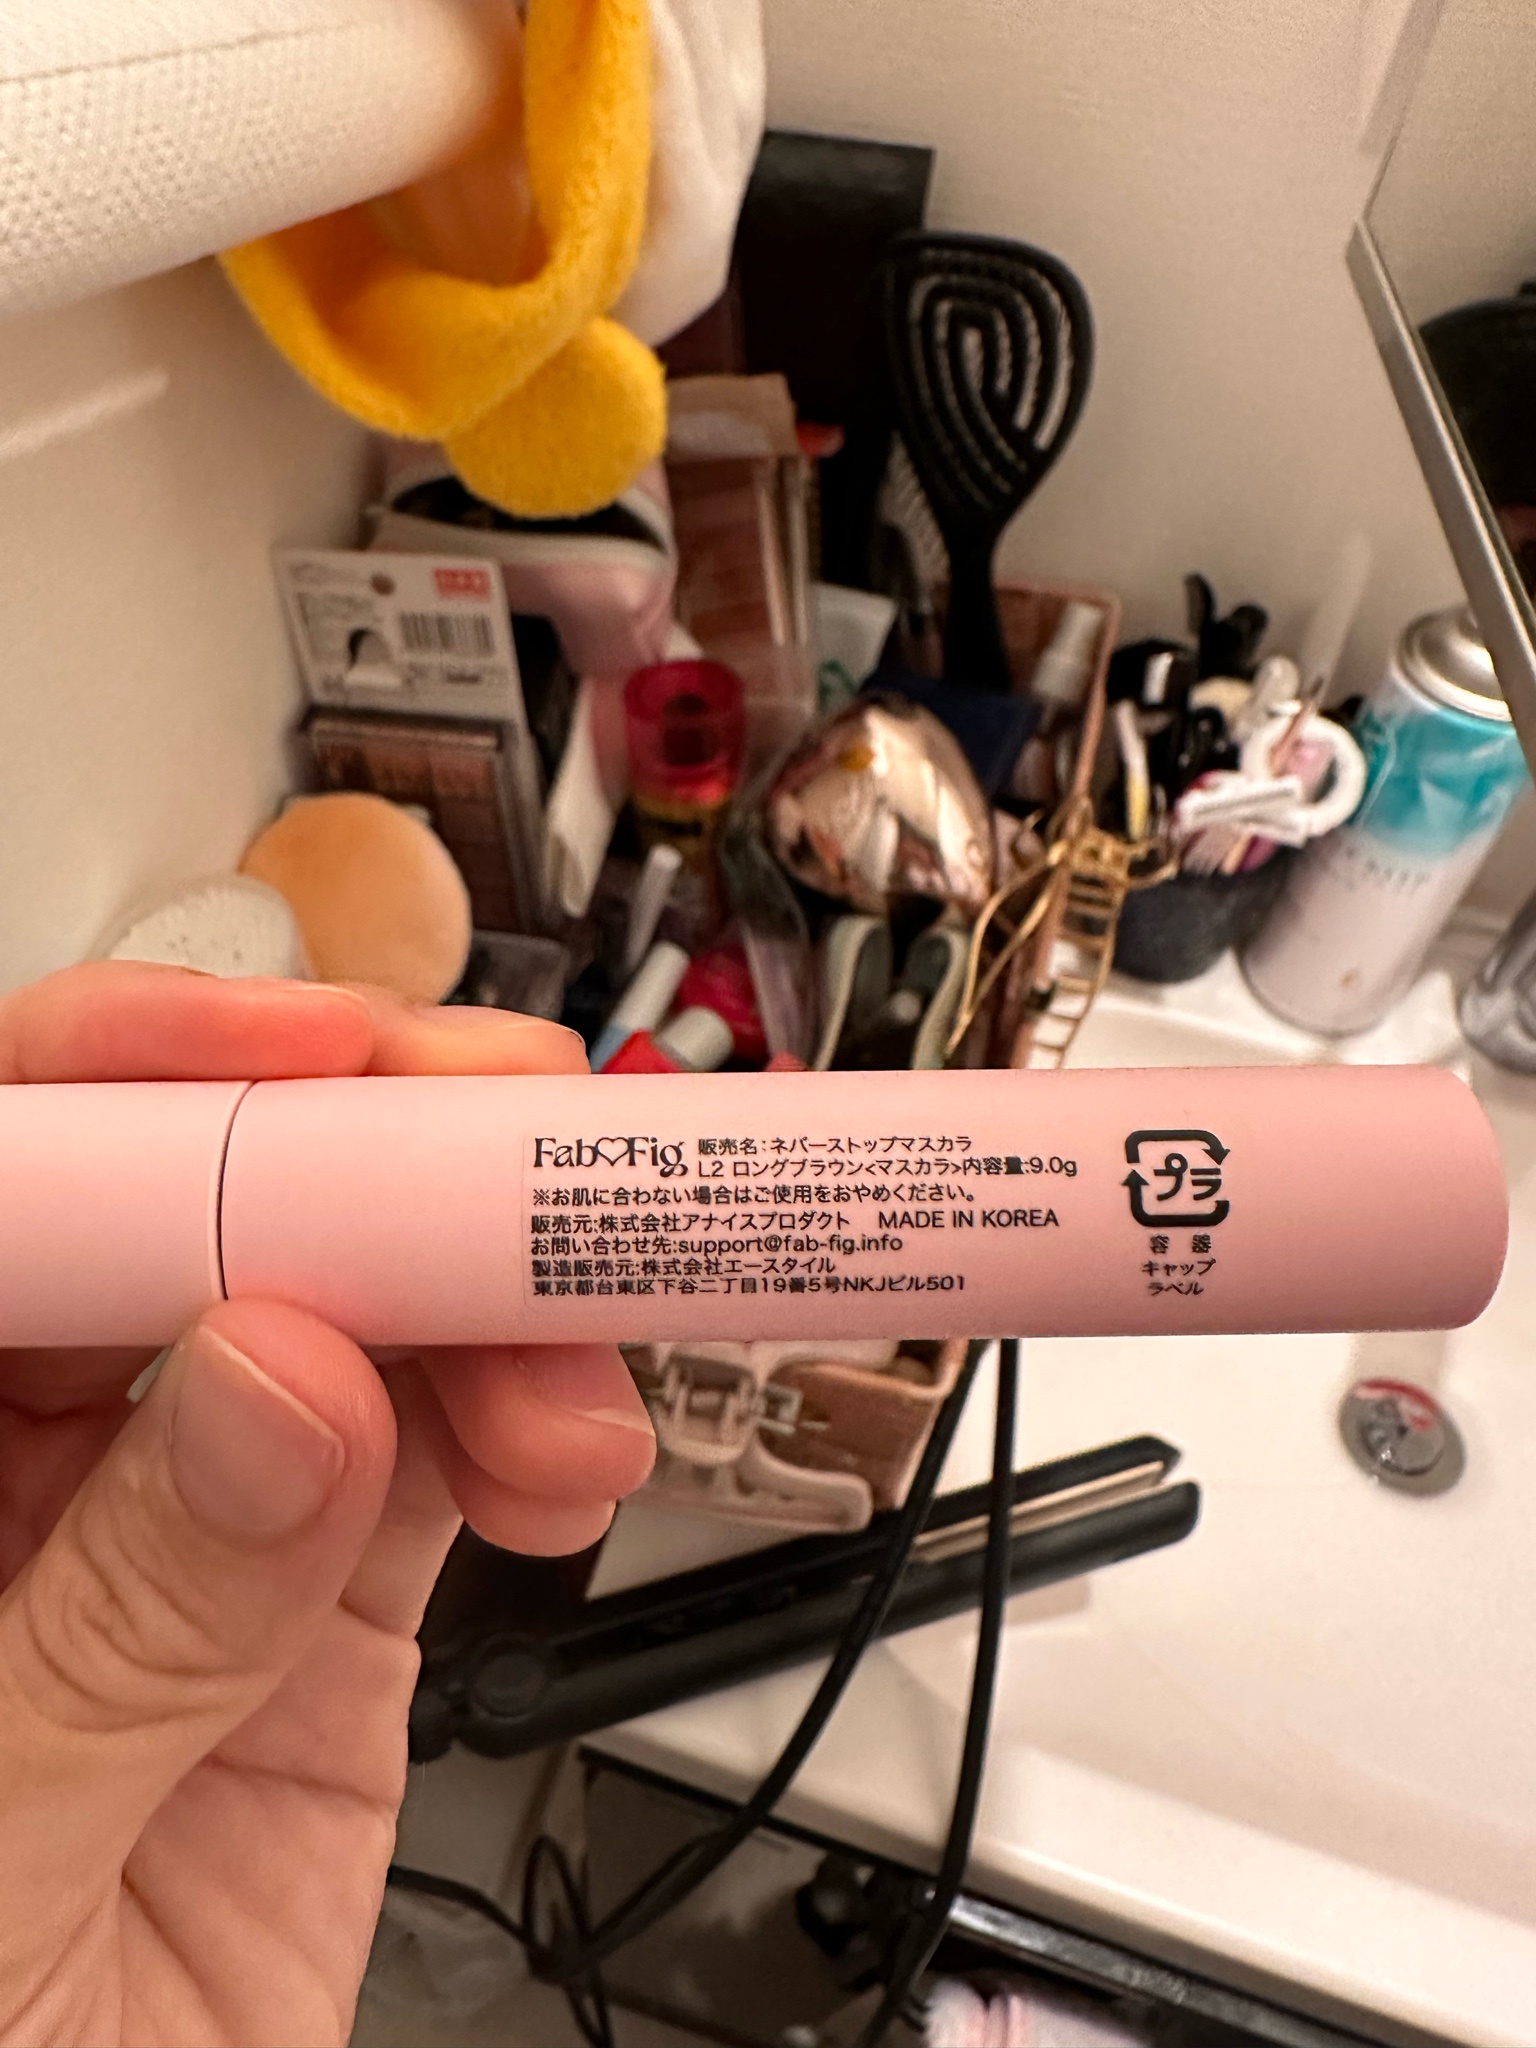 Fab♡Fig 販売名:ネバーストップマスカラ
L2 ロングブラウン<マスカラ>内容量:9.0g
※お肌に合わない場合はご使用をおやめください。
販売元:株式会社アナイスプロダクト MADE IN KOREA
お問い合わせ先:support@fab-fig.info
製造販売元:株式会社エースタイル
東京都台東区下谷二丁目19番5号NKJビル501
プラ
容 器
キャップ
ラベル